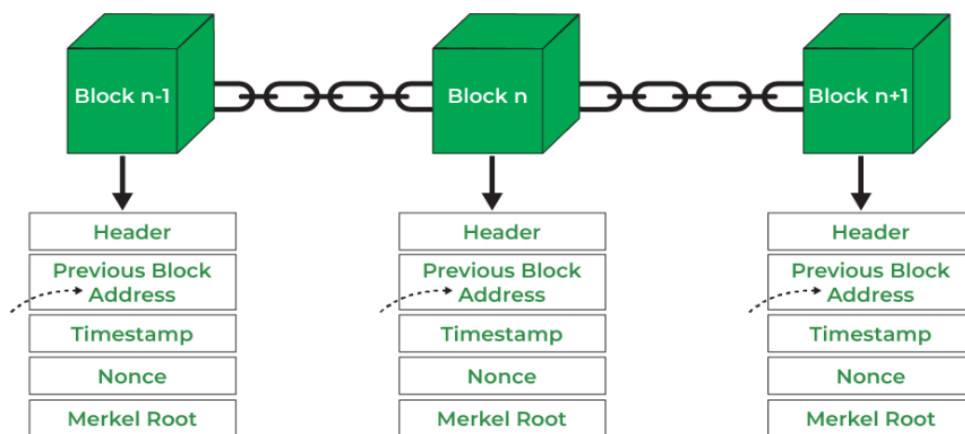 Block n-1
Block n
Block n+1
Header
Previous Block
Address
Timestamp
Nonce
Merkel Root
Header
Previous Block
Address
Timestamp
Nonce
Merkel Root
Header
Previous Block
Address
Timestamp
Nonce
Merkel Root